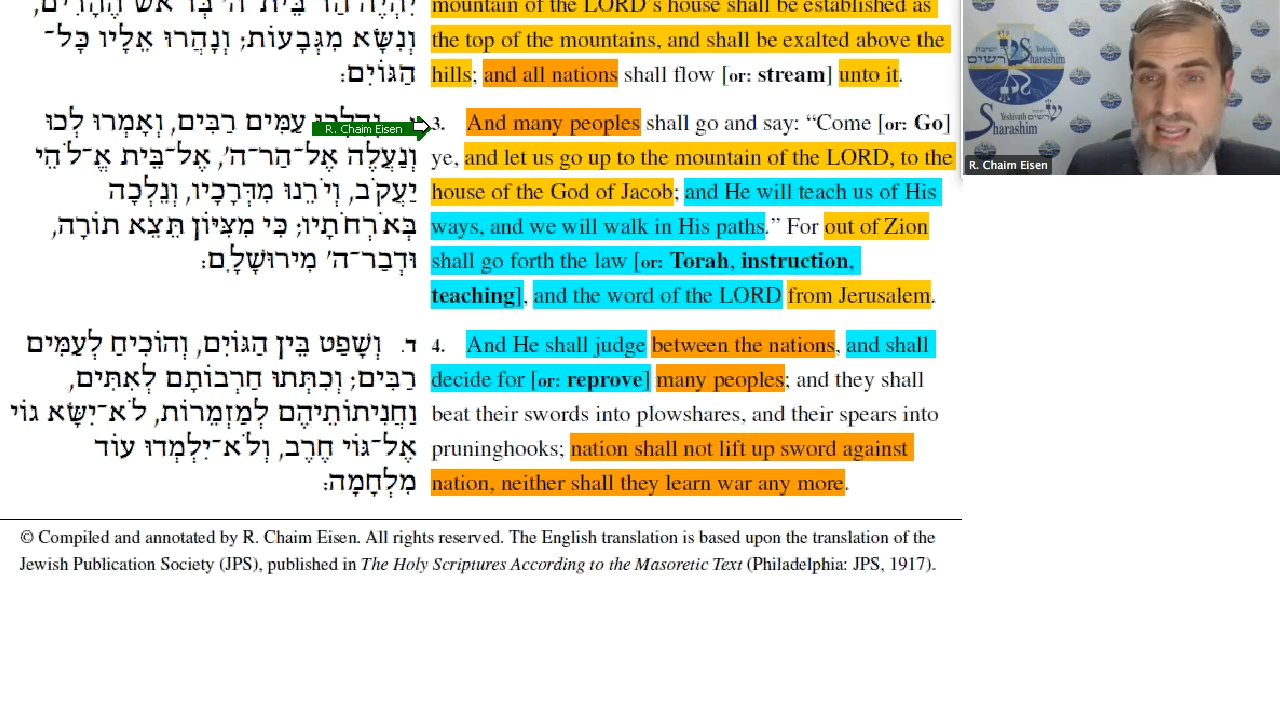 וְנִשָּׂא מִגְּבָעוֹת; וְנָהֲרוּ אֵלָיו כָּל־
הַגּוֹיִם:
עַמִּים רַבִּים, וְאָמְרוּ לְכוּ
וְנַעֲלֶה אֶל־הַר־ה', אֶל־בֵּית אֱ־לֹהֵי
יַעֲקֹב, וְיֹרֵנוּ מִדְּרָכָיו, וְנֵלְכָה
בְּאֹרְחֹתָיו; כִּי מִצִּיּוֹן תֵּצֵא תוֹרָה,
וּדְבַר־ה' מִירוּשָׁלָ‍ִם:
ד. וְשָׁפַט בֵּין הַגּוֹיִם, וְהוֹכִיחַ לְעַמִּים
רַבִּים; וְכִתְּתוּ חַרְבוֹתָם לְאִתִּים,
וַחֲנִיתוֹתֵיהֶם לְמַזְמֵרוֹת, לֹא־יִשָּׂא גוֹי
אֶל־גּוֹי חֶרֶב, וְלֹא־יִלְמְדוּ עוֹד
מִלְחָמָה:
mountain of the LORD's house shall be established as
the top of the mountains, and shall be exalted above the
hills; and all nations shall flow [or: stream] unto it.
3. And many peoples shall go and say: “Come [or: Go]
ye, and let us go up to the mountain of the LORD, to the
house of the God of Jacob; and He will teach us of His
ways, and we will walk in His paths.” For out of Zion
shall go forth the law [or: Torah, instruction,
teaching], and the word of the LORD from Jerusalem.
4. And He shall judge between the nations, and shall
decide for [or: reprove] many peoples; and they shall
beat their swords into plowshares, and their spears into
pruninghooks; nation shall not lift up sword against
nation, neither shall they learn war any more.
© Compiled and annotated by R. Chaim Eisen. All rights reserved. The English translation is based upon the translation of the
Jewish Publication Society (JPS), published in The Holy Scriptures According to the Masoretic Text (Philadelphia: JPS, 1917).
R. Chaim Eisen
Yeshivath
Sharashim
Yeshivath
Sharashim
R. Chaim Eisen